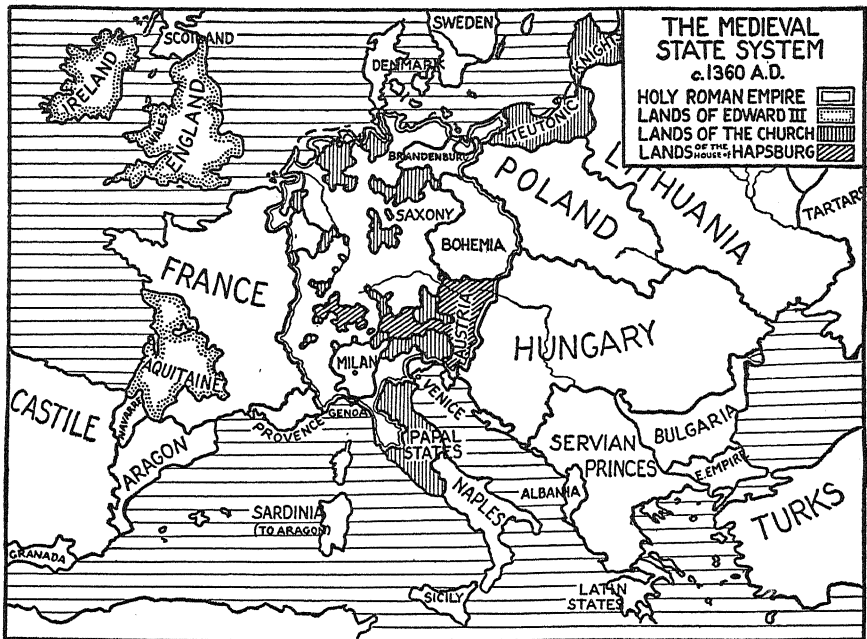 THE MEDIEVAL
STATE SYSTEM
c.1360 A.D.
HOLY ROMAN EMPIRE
LANDS OF EDWARD III
LANDS OF THE CHURCH
LANDS OF THE HOUSE OF HAPSBURG
SCOTLAND
SWEDEN
IRELAND
DENMARK
TEUTONIC KNIGHTS
WALES
ENGLAND
BRANDENBURG
LITHUANIA
POLAND
TARTARS
SAXONY
BOHEMIA
FRANCE
AUSTRIA
HUNGARY
AQUITAINE
MILAN
VENICE
CASTILE
NAVARRE
PROVENCE
GENOA
ARAGON
PAPAL
STATES
SERVIAN
PRINCES
BULGARIA
E. EMPIRE
SARDINIA
(TO ARAGON)
NAPLES
ALBANIA
TURKS
GRANADA
SICILY
LATIN
STATES